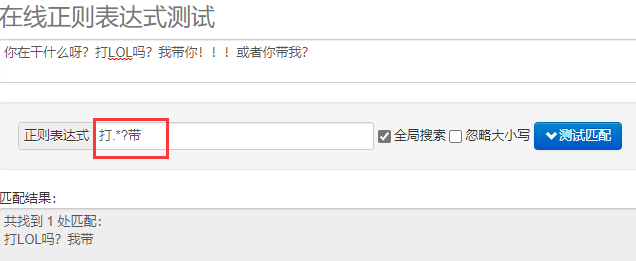 在线正则表达式测试
你在干什么呀？打LOL吗？我带你！！！或者你带我？
正则表达式 打.*?带 全局搜索 忽略大小写 测试匹配
匹配结果：
共找到 1 处匹配：
打LOL吗？我带